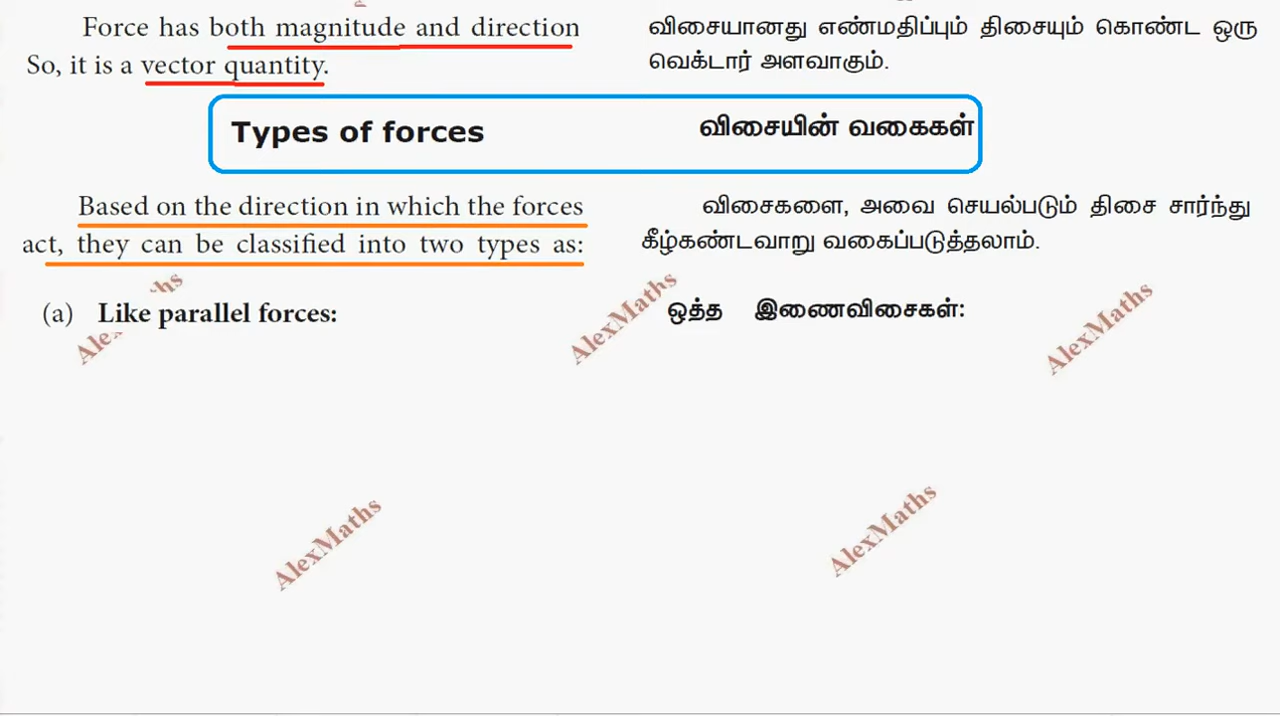 Force has both magnitude and direction
So, it is a vector quantity.
விசையானது எண்மதிப்பும் திசையும் கொண்ட ஒரு
வெக்டார் அளவாகும்.
Types of forces
விசையின் வகைகள்
Based on the direction in which the forces
act, they can be classified into two types as:
விசைகளை, அவை செயல்படும் திசை சார்ந்து
கீழ்கண்டவாறு வகைப்படுத்தலாம்.
(a) Like parallel forces:
ஒத்த இணைவிசைகள்:
AlexMaths
AlexMaths
AlexMaths
AlexMaths